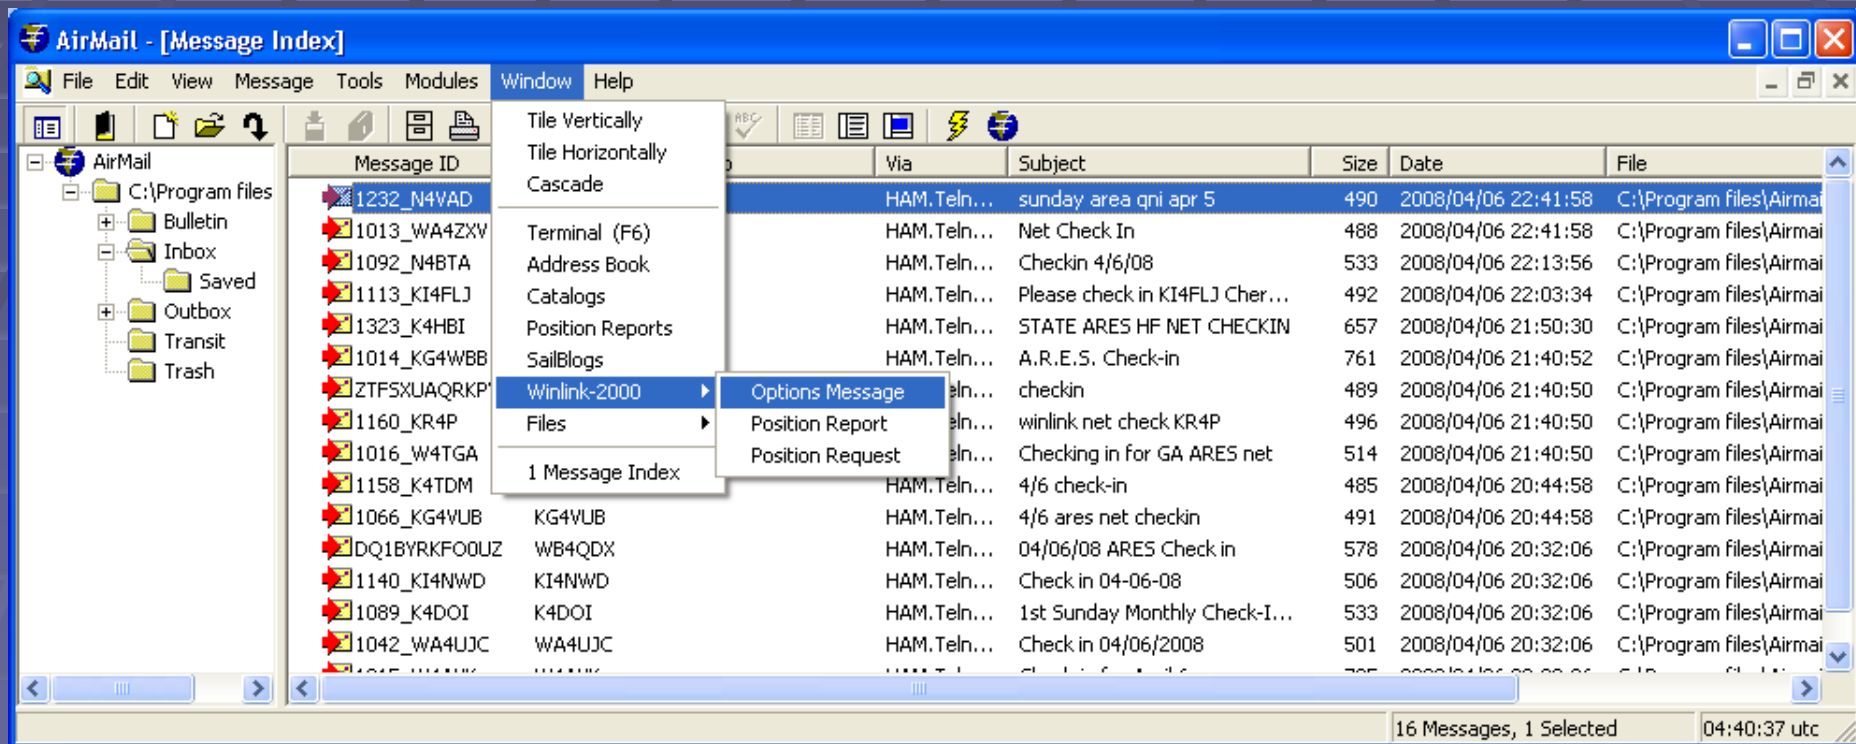 AirMail - [Message Index]
File Edit View Message Tools Modules Window Help
Tile Vertically
Tile Horizontally
Cascade
Terminal (F6)
Address Book
Catalogs
Position Reports
SailBlogs
Winlink-2000
Files
1 Message Index
Options Message
Position Report
Position Request
ABC
AirMail
C:\Program files
Bulletin
Inbox
Saved
Outbox
Transit
Trash
Message ID Via Subject Size Date File
1232_N4VAD HAM.Teln... sunday area qni apr 5 490 2008/04/06 22:41:58 C:\Program files\Airmai
1013_WA4ZXV HAM.Teln... Net Check In 488 2008/04/06 22:41:58 C:\Program files\Airmai
1092_N4BTA HAM.Teln... Checkin 4/6/08 533 2008/04/06 22:13:56 C:\Program files\Airmai
1113_KI4FLJ HAM.Teln... Please check in KI4FLJ Cher... 492 2008/04/06 22:03:34 C:\Program files\Airmai
1323_K4HBI HAM.Teln... STATE ARES HF NET CHECKIN 657 2008/04/06 21:50:30 C:\Program files\Airmai
1014_KG4WBB HAM.Teln... A.R.E.S. Check-in 761 2008/04/06 21:40:52 C:\Program files\Airmai
ZTFSXUAQRKP eln... checkin 489 2008/04/06 21:40:50 C:\Program files\Airmai
1160_KR4P eln... winlink net check KR4P 496 2008/04/06 21:40:50 C:\Program files\Airmai
1016_W4TGA eln... Checking in for GA ARES net 514 2008/04/06 21:40:50 C:\Program files\Airmai
1158_K4TDM HAM.Teln... 4/6 check-in 485 2008/04/06 20:44:58 C:\Program files\Airmai
1066_KG4VUB KG4VUB HAM.Teln... 4/6 ares net checkin 491 2008/04/06 20:44:58 C:\Program files\Airmai
DQ1BYRKFO0UZ WB4QDX HAM.Teln... 04/06/08 ARES Check in 578 2008/04/06 20:32:06 C:\Program files\Airmai
1140_KI4NWD KI4NWD HAM.Teln... Check in 04-06-08 506 2008/04/06 20:32:06 C:\Program files\Airmai
1089_K4DOI K4DOI HAM.Teln... 1st Sunday Monthly Check-I... 533 2008/04/06 20:32:06 C:\Program files\Airmai
1042_WA4UJC WA4UJC HAM.Teln... Check in 04/06/2008 501 2008/04/06 20:32:06 C:\Program files\Airmai
16 Messages, 1 Selected 04:40:37 utc